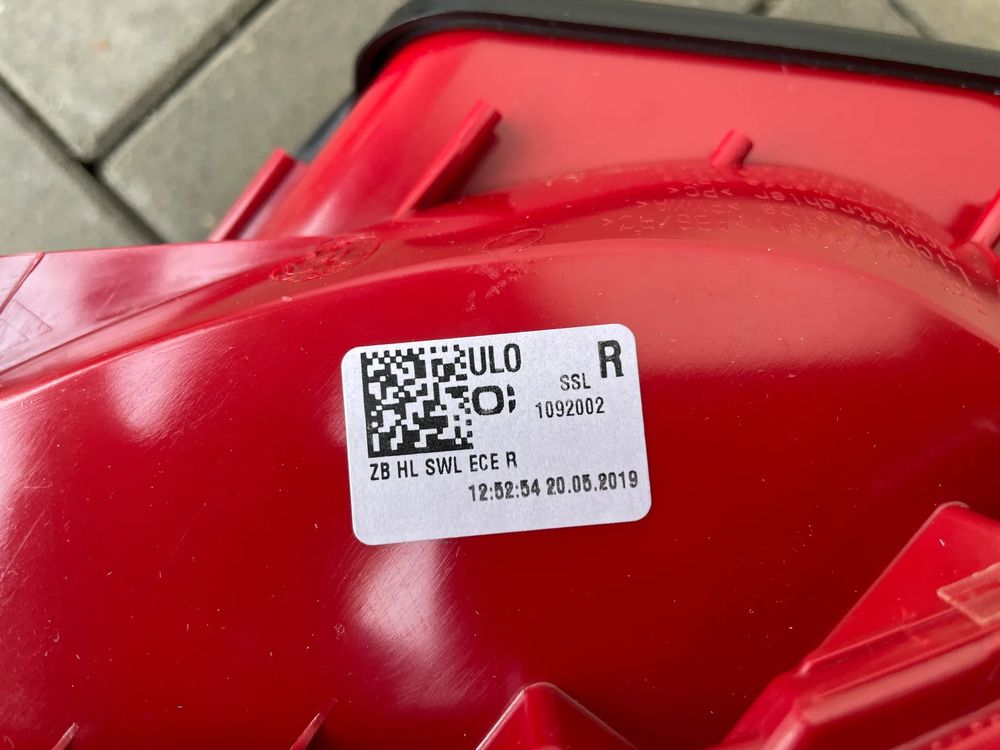 ULO R
SSL
1092002
ZB HL SWL ECE R
12:52:54 20.05.2019